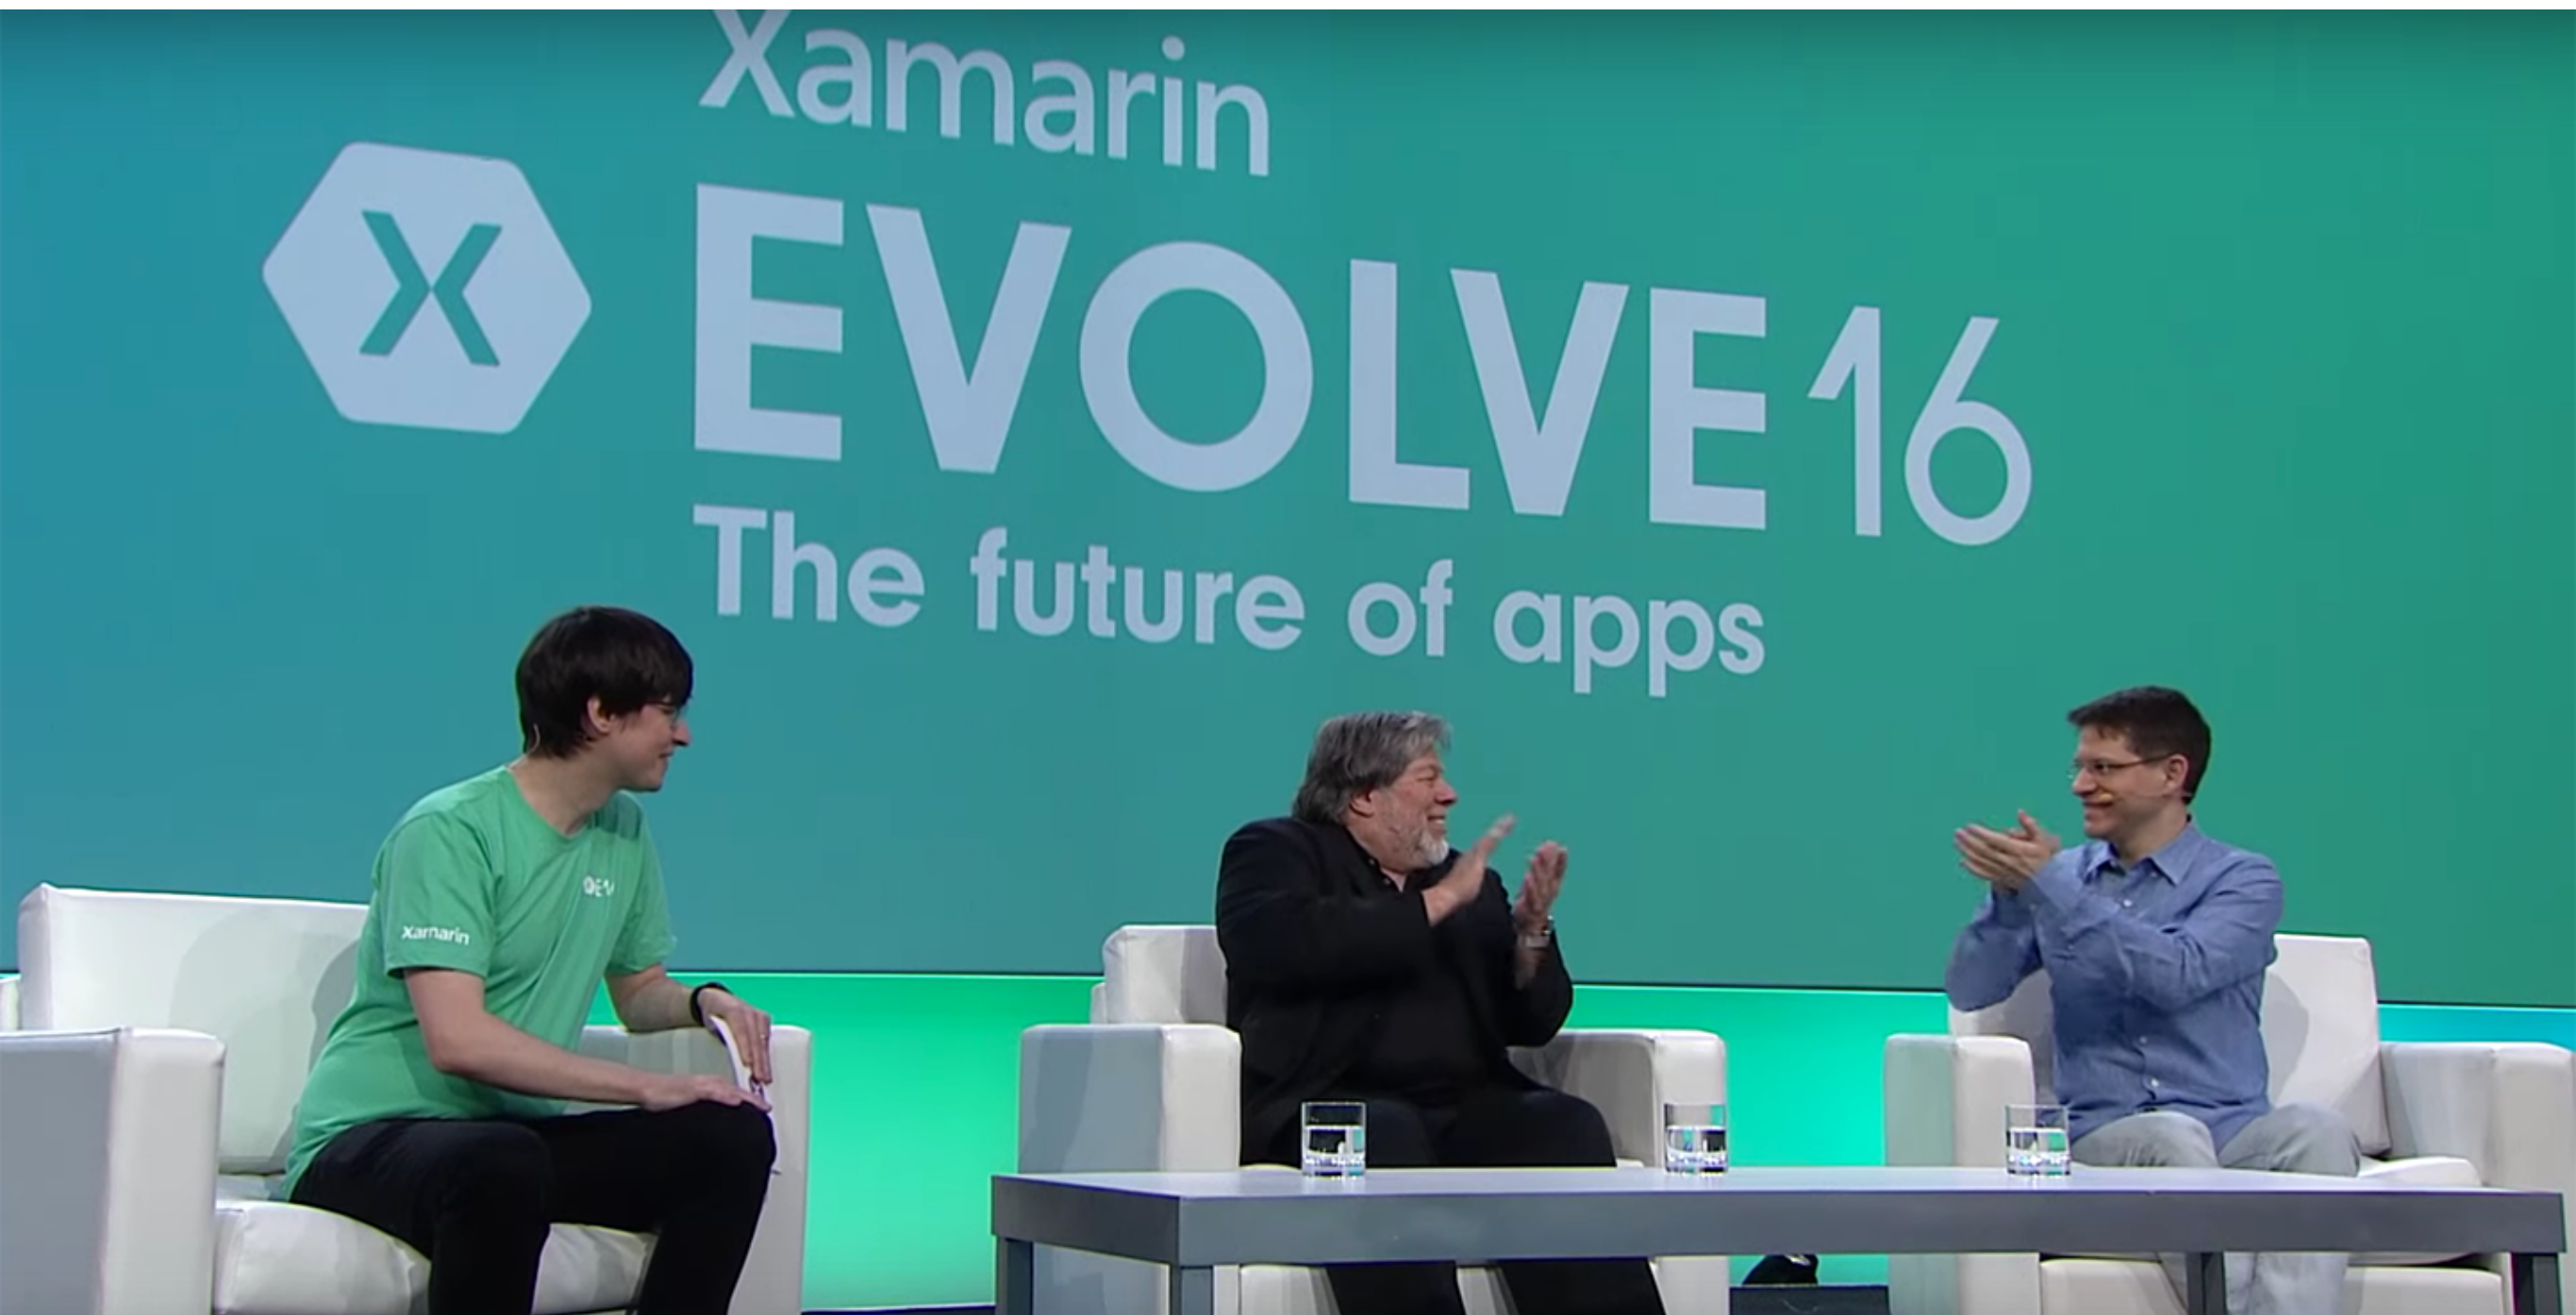 Xamarin
X
EVOLVE16
The future of apps
Xamarin